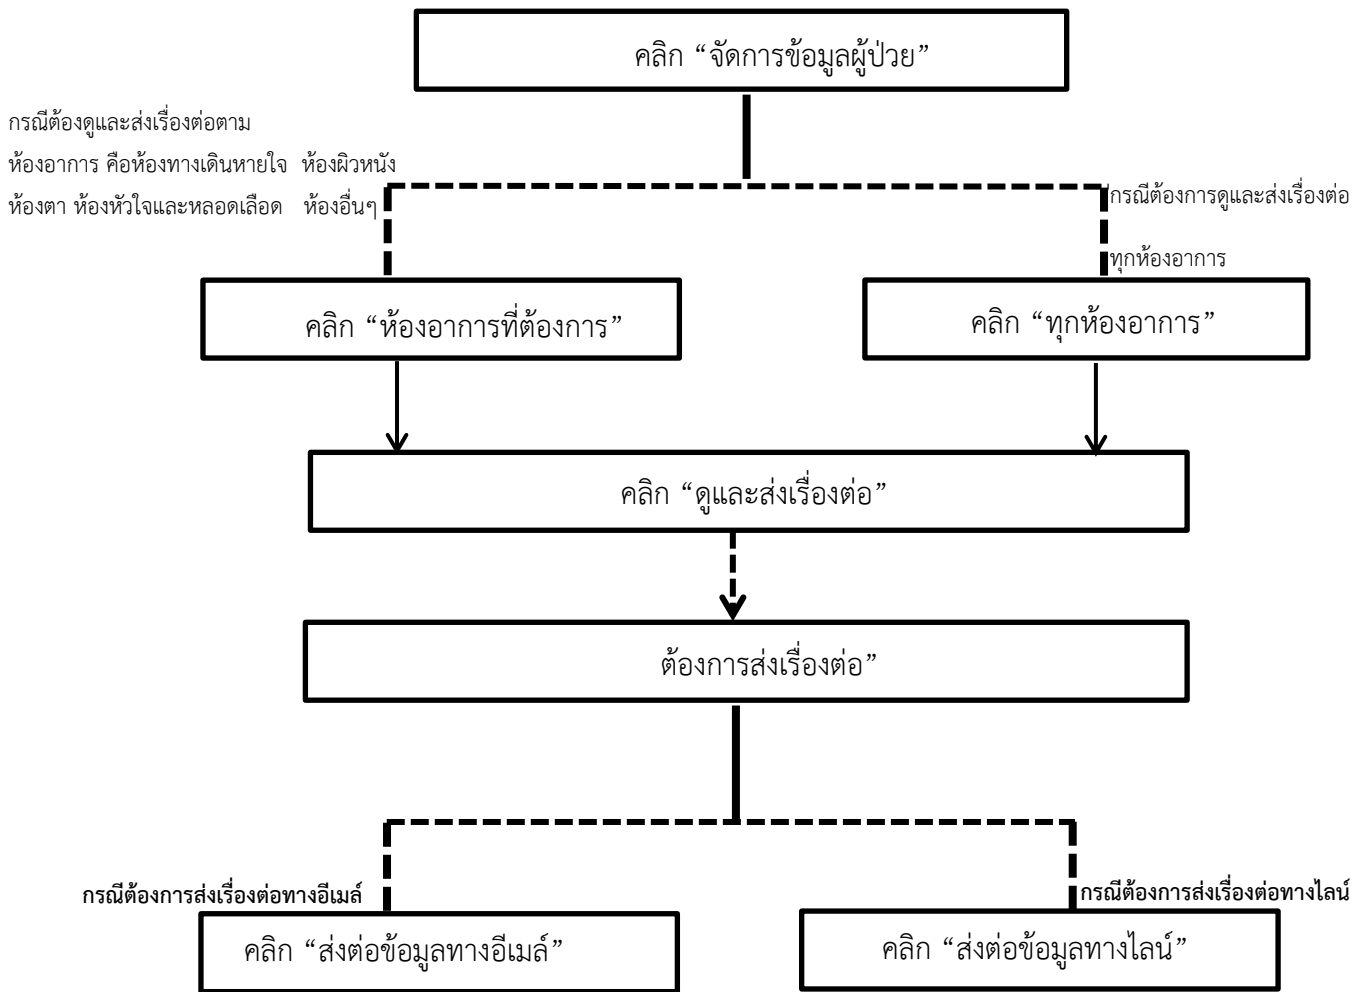 คลิก “จัดการข้อมูลผู้ป่วย”
กรณีต้องดูและส่งเรื่องต่อตาม
ห้องอาการ คือห้องทางเดินหายใจ ห้องผิวหนัง
ห้องตา ห้องหัวใจและหลอดเลือด ห้องอื่นๆ
กรณีต้องการดูและส่งเรื่องต่อ
ทุกห้องอาการ
คลิก “ห้องอาการที่ต้องการ”
คลิก “ทุกห้องอาการ”
คลิก “ดูและส่งเรื่องต่อ”
ต้องการส่งเรื่องต่อ”
กรณีต้องการส่งเรื่องต่อทางอีเมล์
กรณีต้องการส่งเรื่องต่อทางไลน์
คลิก “ส่งต่อข้อมูลทางอีเมล์”
คลิก “ส่งต่อข้อมูลทางไลน์”